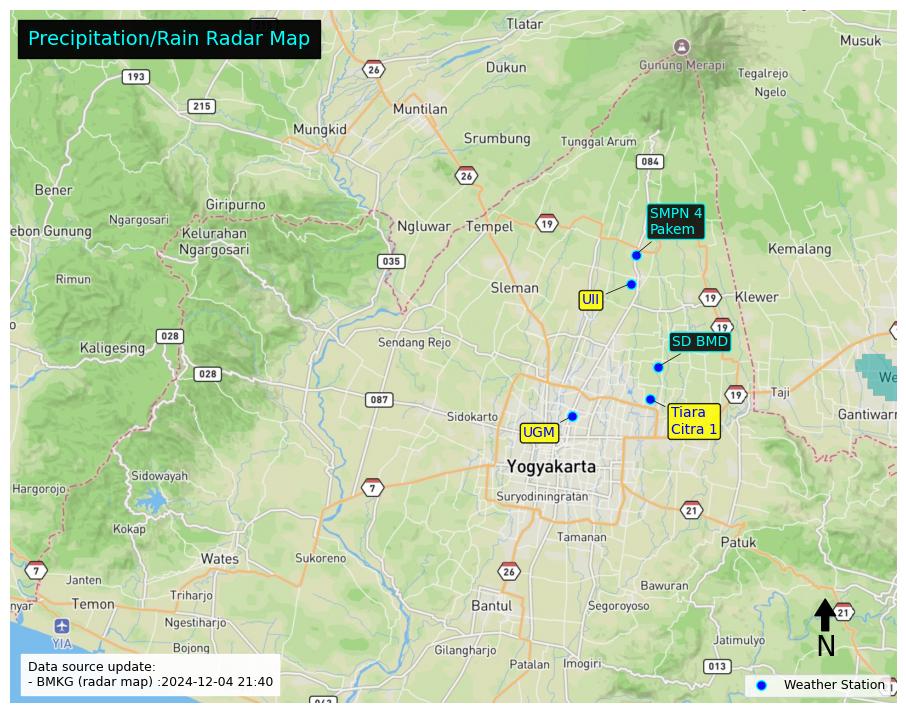 Precipitation/Rain Radar Map
Tlatar
Musuk
193
26
Dukun
Gunung Merapi
Tegalrejo
Ngelo
215
Muntilan
Mungkid
Srumbung
Tunggal Arum
084
26
Bener
Giripurno
Ngargosari
SMPN 4
Pakem
ebon Gunung
Kelurahan
Ngargosari
Ngluwar
Tempel
19
Kemalang
035
Rimun
Sleman
UII
19
Klewer
19
028
Kaligesing
Sendang Rejo
SD BMD
028
We
087
19
Taji
Sidokarto
Tiara
Citra 1
Gantiwarn
UGM
Yogyakarta
Sidowayah
Hargorojo
7
Suryodiningratan
21
Kokap
Tamanan
Patuk
Wates
Sukoreno
7
26
Janten
Bawuran
nyar
Temon
Triharjo
Bantul
Segoroyoso
21
Ngestiharjo
YIA
N
Bojong
Gilangharjo
Jatimulyo
Patalan
Imogiri
013
Data source update:
- BMKG (radar map) :2024-12-04 21:40
Weather Station